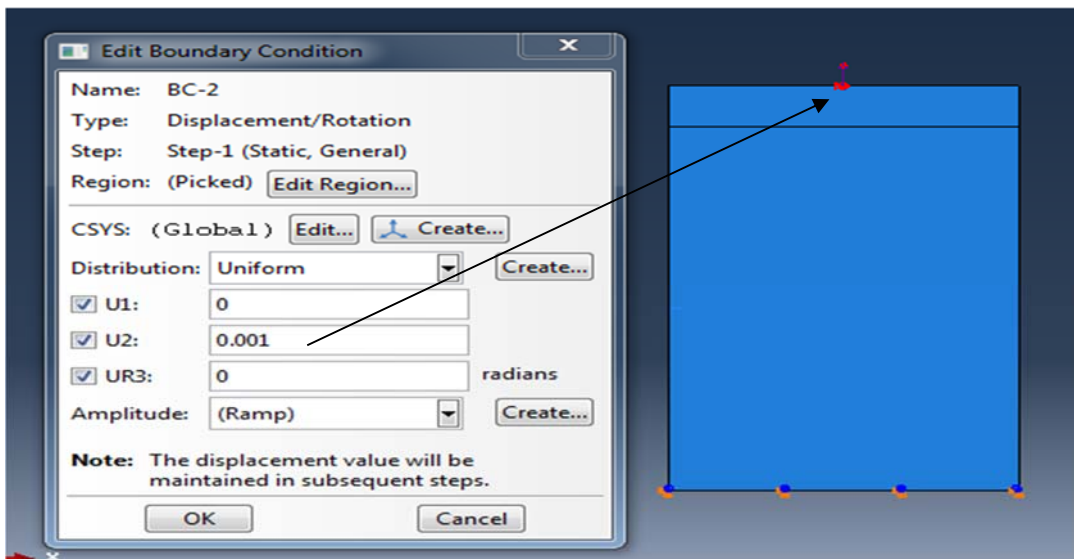 Edit Boundary Condition
Name: BC-2
Type: Displacement/Rotation
Step: Step-1 (Static, General)
Region: (Picked) Edit Region...
CSYS: (Global) Edit... Create...
Distribution: Uniform Create...
U1: 0
U2: 0.001
UR3: 0 radians
Amplitude: (Ramp) Create...
Note: The displacement value will be
maintained in subsequent steps.
OK Cancel
X